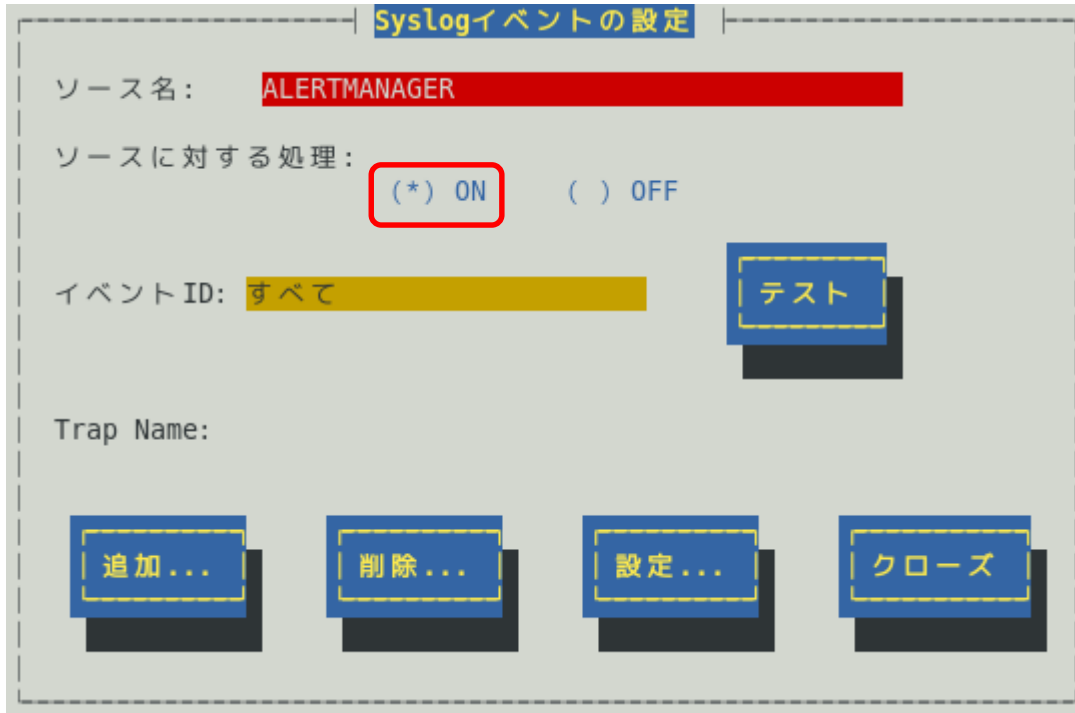 Syslogイベントの設定
ソース名: ALERTMANAGER
ソースに対する処理:
(*) ON ( ) OFF
イベントID: すべて
テスト
Trap Name:
追加... 削除... 設定... クローズ